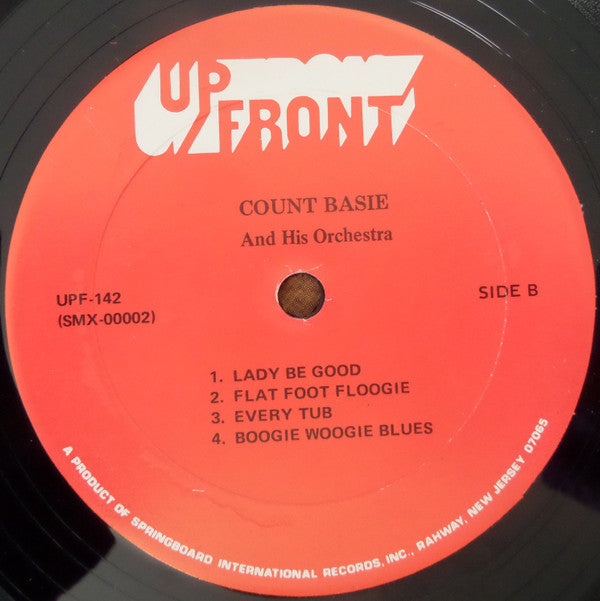 UP
FRONT
COUNT BASIE
And His Orchestra
UPF-142
(SMX-00002)
SIDE B
1. LADY BE GOOD
2. FLAT FOOT FLOOGIE
3. EVERY TUB
4. BOOGIE WOOGIE BLUES
A PRODUCT OF SPRINGBOARD INTERNATIONAL RECORDS, INC., RAHWAY, NEW JERSEY 07065